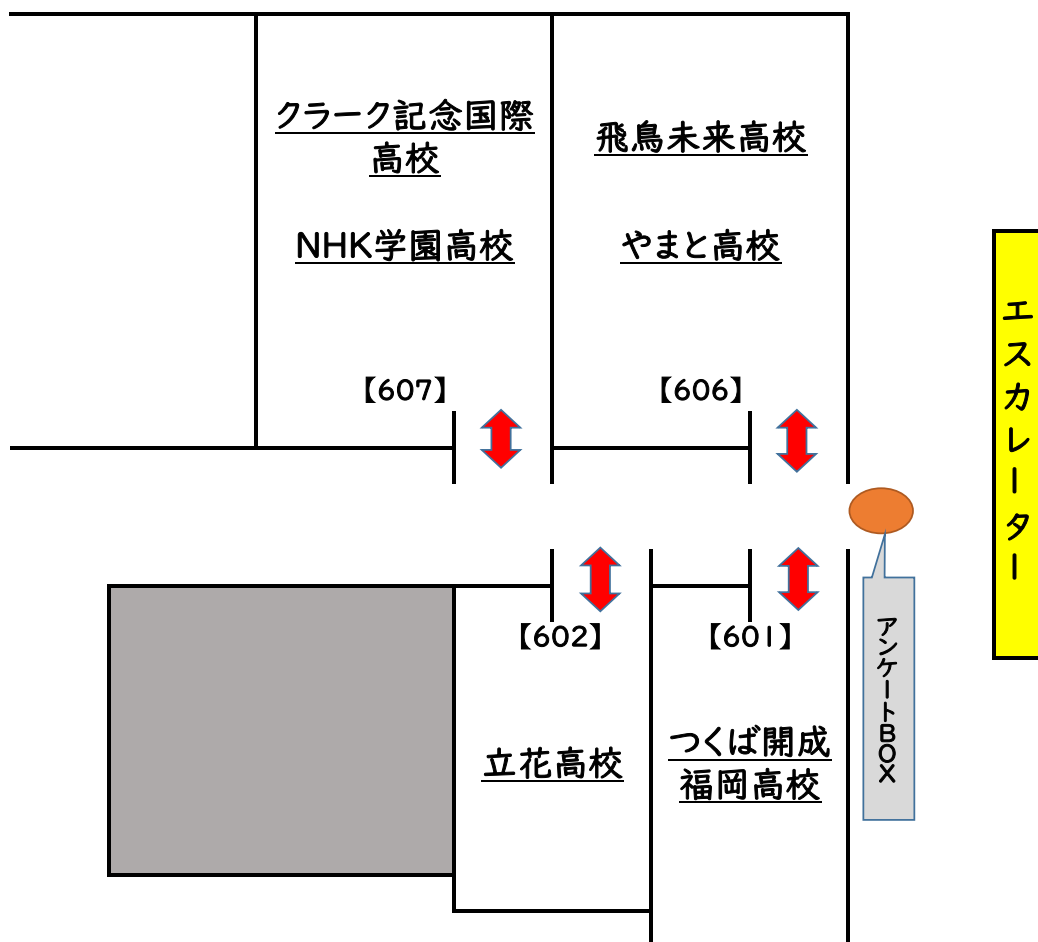 クラーク記念国際
高校
NHK学園高校
【607】
飛鳥未来高校
やまと高校
【606】
エスカレーター
【602】
立花高校
【601】
つくば開成
福岡高校
アンケートBOX